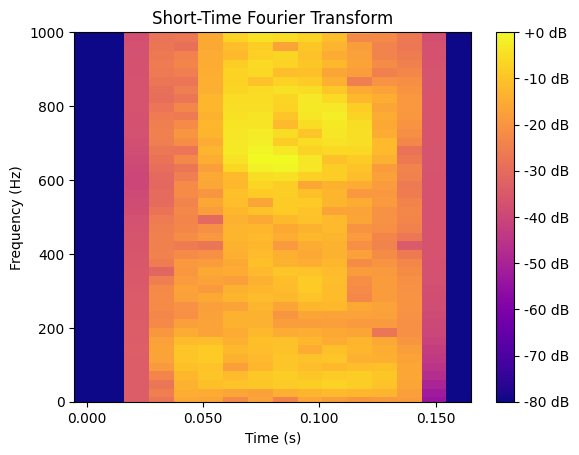 Short-Time Fourier Transform
1000
800
600
400
200
0
Frequency (Hz)
0.000
0.050
0.100
0.150
Time (s)
+0 dB
-10 dB
-20 dB
-30 dB
-40 dB
-50 dB
-60 dB
-70 dB
-80 dB